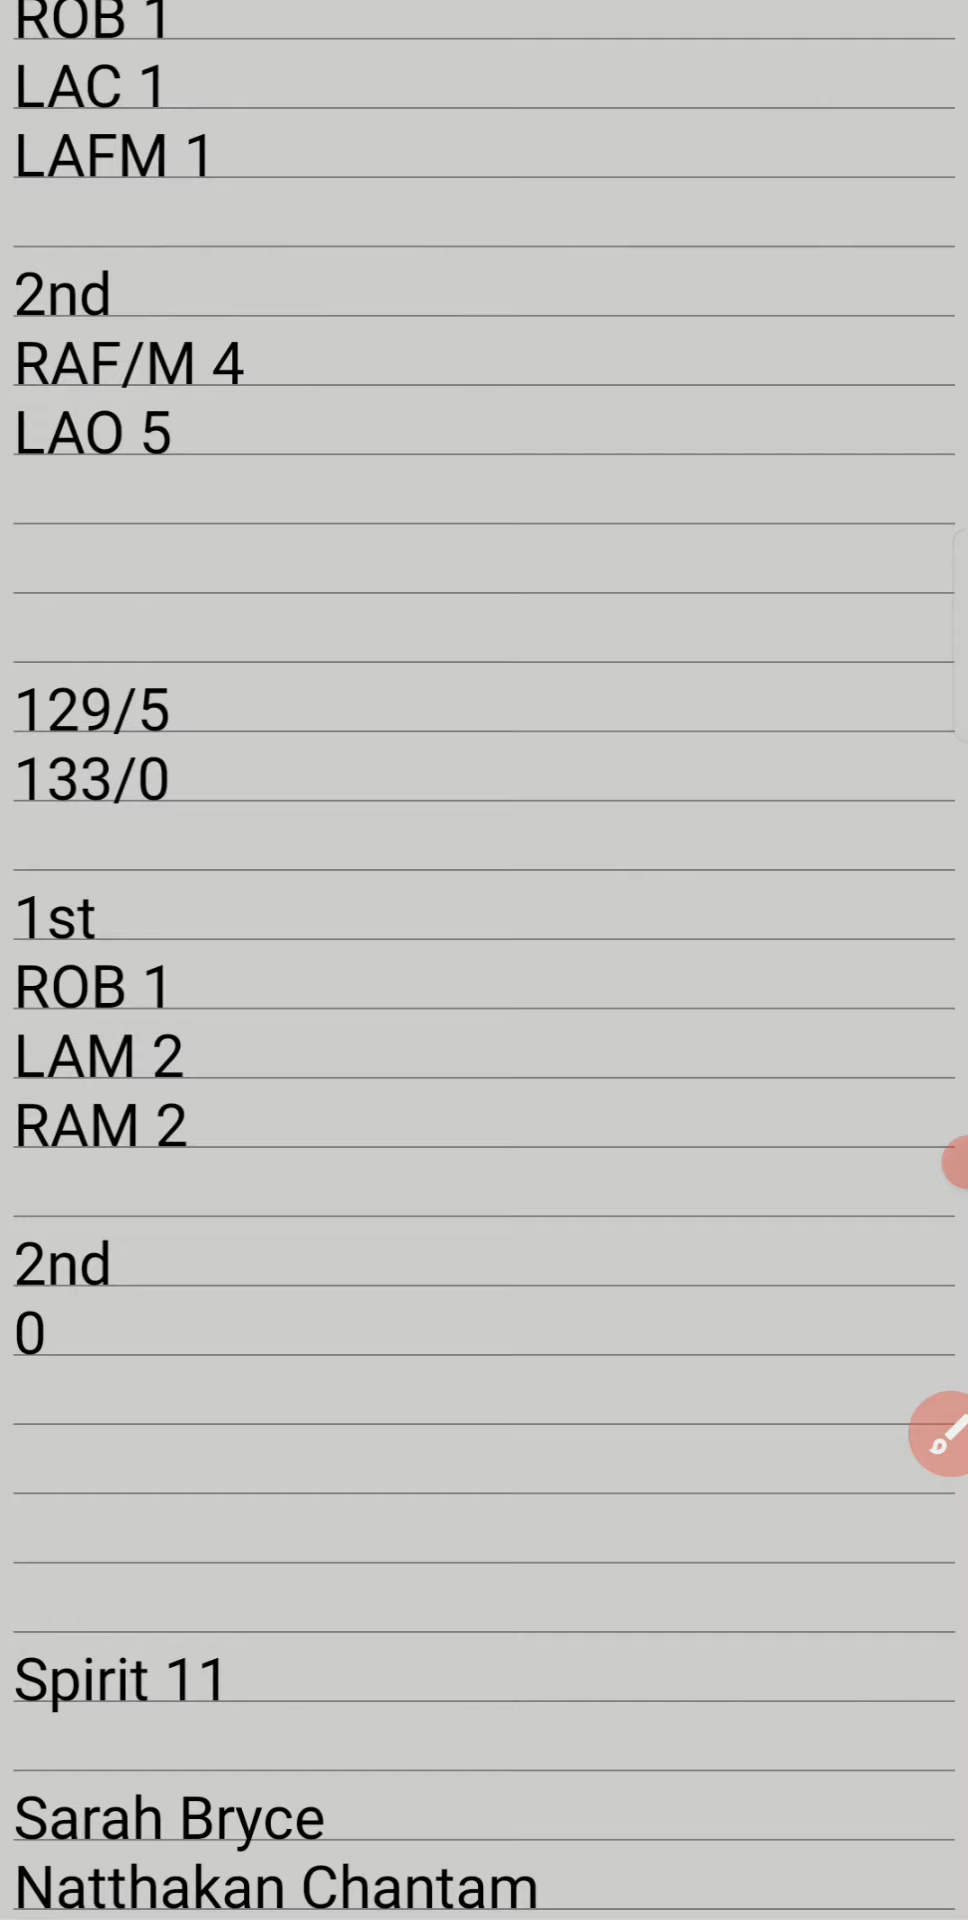 ROB 1
LAC 1
LAFM 1
2nd
RAF/M 4
LAO 5
129/5
133/0
1st
ROB 1
LAM 2
RAM 2
2nd
0
Spirit 11
Sarah Bryce
Natthakan Chantam